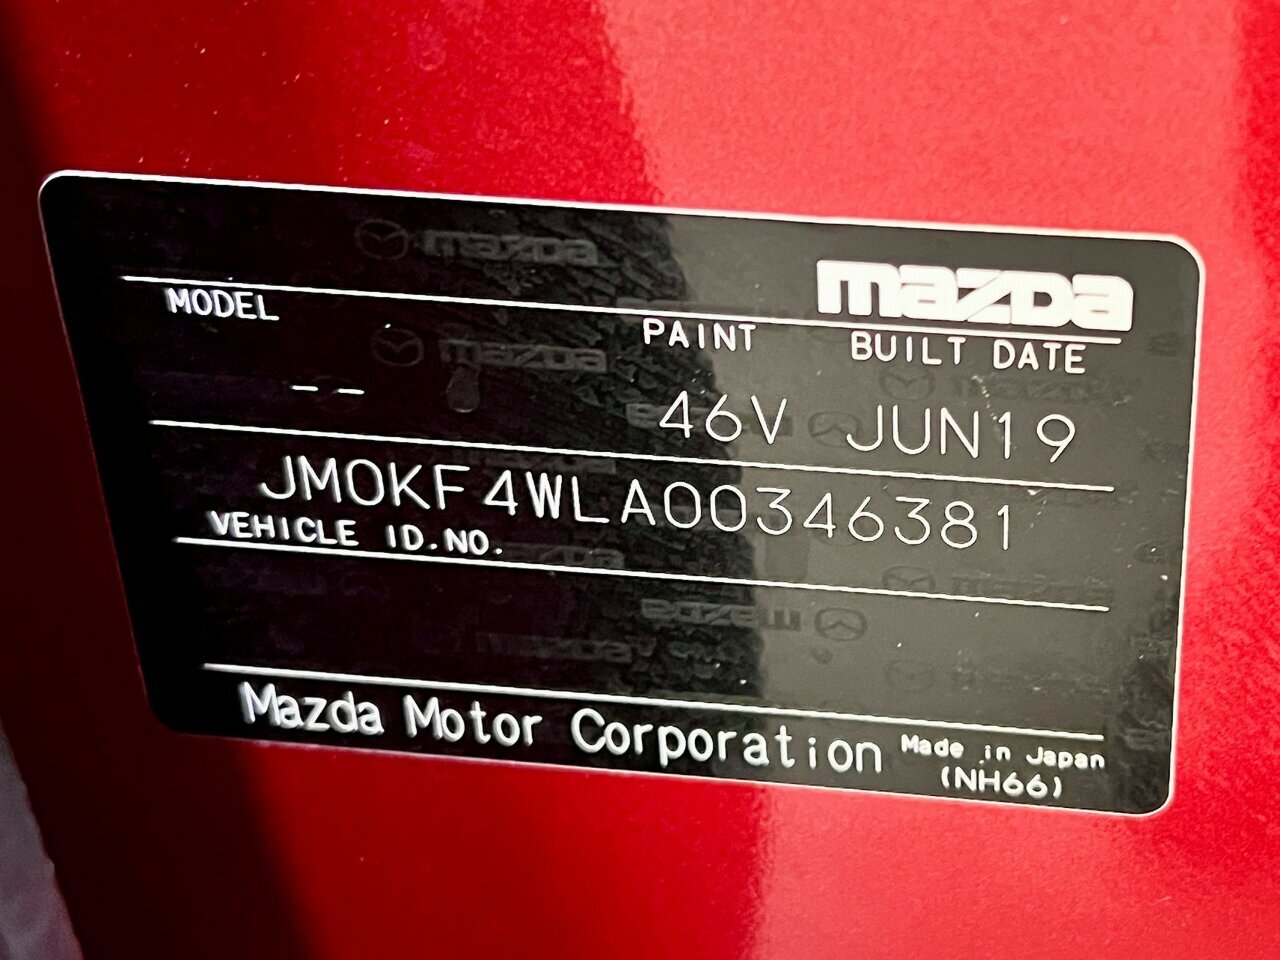 mazda
MODEL PAINT BUILT DATE
-- 46V JUN19
JM0KF4WLA00346381
VEHICLE ID.NO.
Mazda Motor Corporation Made in Japan
(NH66)